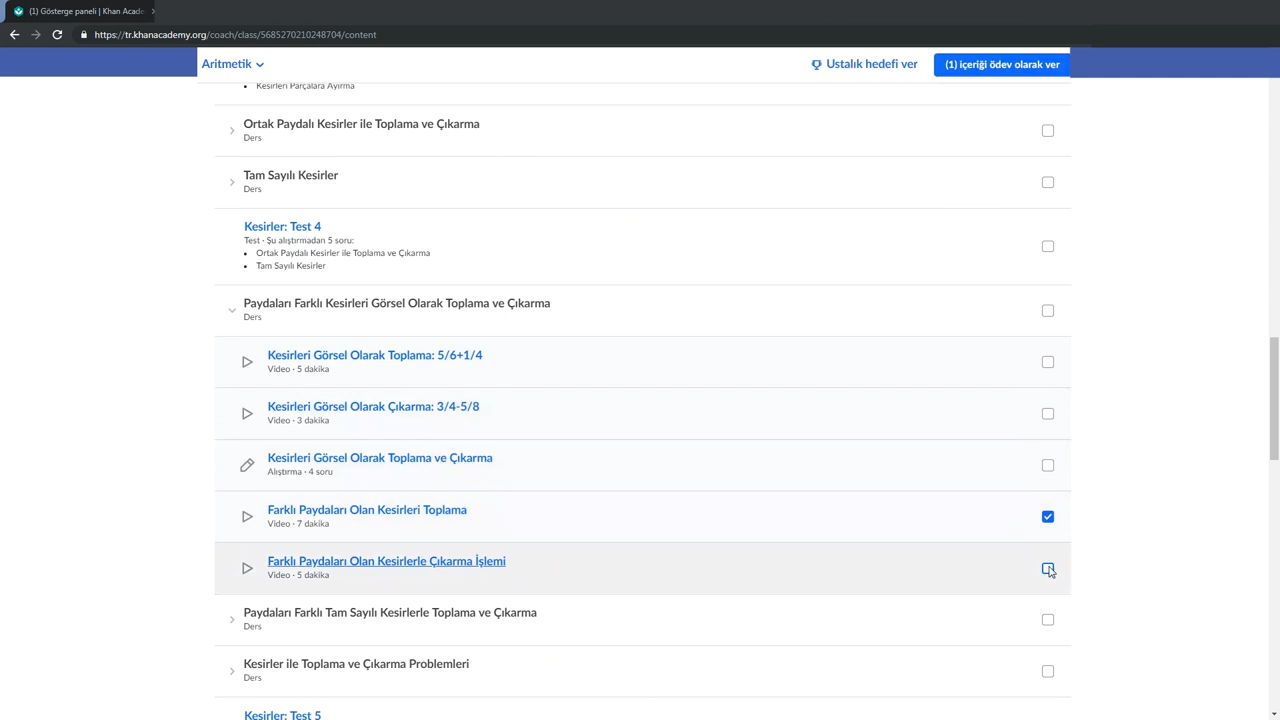 (1) Gösterge paneli | Khan Acade
https://tr.khanacademy.org/coach/class/5685270210248704/content
Aritmetik
Ustalık hedefi ver
(1) içeriği ödev olarak ver
• Kesirleri Parçalara Ayırma
Ortak Paydalı Kesirler ile Toplama ve Çıkarma
Ders
Tam Sayılı Kesirler
Ders
Kesirler: Test 4
Test · Şu alıştırmadan 5 soru:
• Ortak Paydalı Kesirler ile Toplama ve Çıkarma
• Tam Sayılı Kesirler
Paydaları Farklı Kesirleri Görsel Olarak Toplama ve Çıkarma
Ders
Kesirleri Görsel Olarak Toplama: 5/6+1/4
Video · 5 dakika
Kesirleri Görsel Olarak Çıkarma: 3/4-5/8
Video · 3 dakika
Kesirleri Görsel Olarak Toplama ve Çıkarma
Alıştırma · 4 soru
Farklı Paydaları Olan Kesirleri Toplama
Video · 7 dakika
Farklı Paydaları Olan Kesirlerle Çıkarma İşlemi
Video · 5 dakika
Paydaları Farklı Tam Sayılı Kesirlerle Toplama ve Çıkarma
Ders
Kesirler ile Toplama ve Çıkarma Problemleri
Ders
Kesirler: Test 5